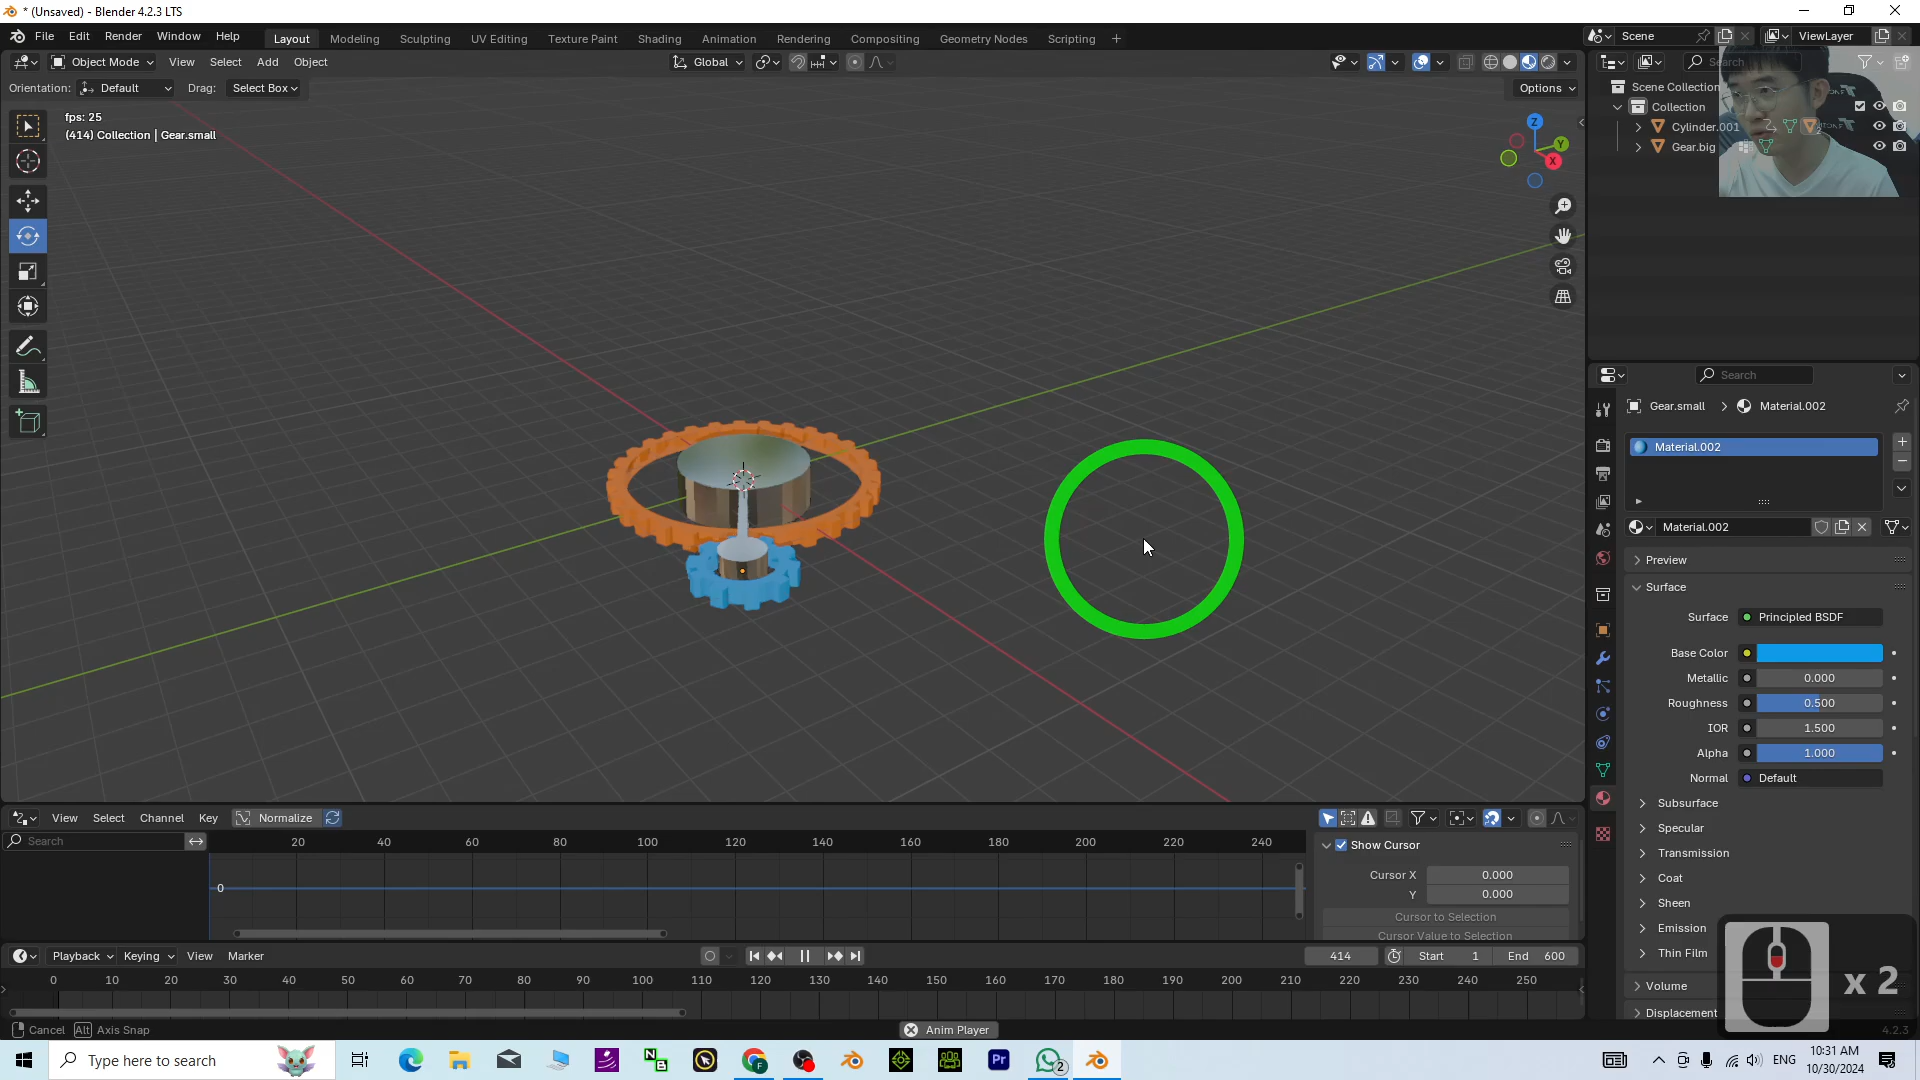 * (Unsaved) - Blender 4.2.3 LTS
File Edit Render Window Help
Layout Modeling Sculpting UV Editing Texture Paint Shading Animation Rendering Compositing Geometry Nodes Scripting +
Scene ViewLayer
Object Mode View Select Add Object Global
Search
Orientation: Default Drag: Select Box Options
Scene Collection
Collection
Cylinder.001
2
Gear.big
fps: 25
(414) Collection | Gear.small
Z
Y
X
Search
Gear.small > Material.002
Material.002
Material.002
Preview
Surface
Surface Principled BSDF
Base Color
Metallic 0.000
Roughness 0.500
IOR 1.500
Alpha 1.000
Normal Default
Subsurface
Specular
Transmission
Coat
Sheen
Emission
Thin Film
Volume
Displacement
x 2
4.2.3
View Select Channel Key Normalize
Search
20 40 60 80 100 120 140 160 180 200 220 240
0
Show Cursor
Cursor X 0.000
Y 0.000
Cursor to Selection
Cursor Value to Selection
Playback Keying View Marker 414 Start 1 End 600
0 10 20 30 40 50 60 70 80 90 100 110 120 130 140 150 160 170 180 190 200 210 220 230 240 250
Cancel Alt Axis Snap Anim Player
Type here to search
Pr
2
ENG
10:31 AM
10/30/2024